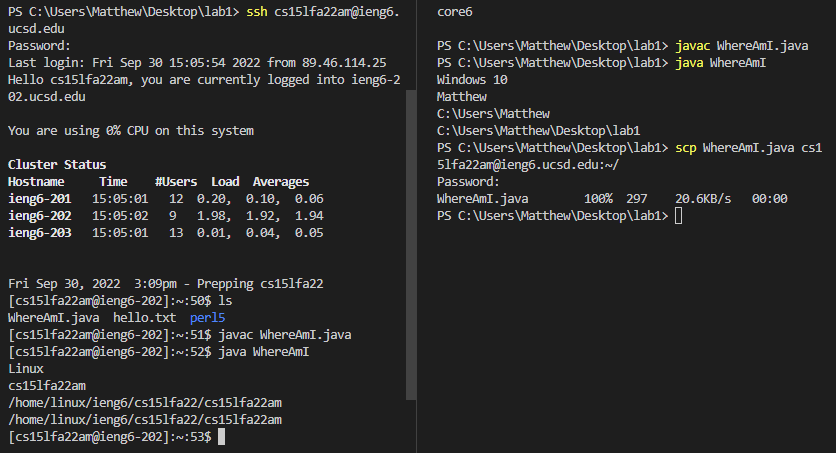 PS C:\Users\Matthew\Desktop\lab1> ssh cs15lfa22am@ieng6.
ucsd.edu
Password:
Last login: Fri Sep 30 15:05:54 2022 from 89.46.114.25
Hello cs15lfa22am, you are currently logged into ieng6-2
02.ucsd.edu
You are using 0% CPU on this system
Cluster Status
Hostname     Time    #Users  Load  Averages
ieng6-201   15:05:01   12  0.20,  0.10,  0.06
ieng6-202   15:05:02   9   1.98,  1.92,  1.94
ieng6-203   15:05:01   13  0.01,  0.04,  0.05
Fri Sep 30, 2022  3:09pm - Prepping cs15lfa22
[cs15lfa22am@ieng6-202]:~:50$ ls
WhereAmI.java  hello.txt  perl5
[cs15lfa22am@ieng6-202]:~:51$ javac WhereAmI.java
[cs15lfa22am@ieng6-202]:~:52$ java WhereAmI
Linux
cs15lfa22am
/home/linux/ieng6/cs15lfa22/cs15lfa22am
/home/linux/ieng6/cs15lfa22/cs15lfa22am
[cs15lfa22am@ieng6-202]:~:53$
core6
PS C:\Users\Matthew\Desktop\lab1> javac WhereAmI.java
PS C:\Users\Matthew\Desktop\lab1> java WhereAmI
Windows 10
Matthew
C:\Users\Matthew
C:\Users\Matthew\Desktop\lab1
PS C:\Users\Matthew\Desktop\lab1> scp WhereAmI.java cs1
5lfa22am@ieng6.ucsd.edu:~/
Password:
WhereAmI.java        100%  297    20.6KB/s   00:00
PS C:\Users\Matthew\Desktop\lab1>